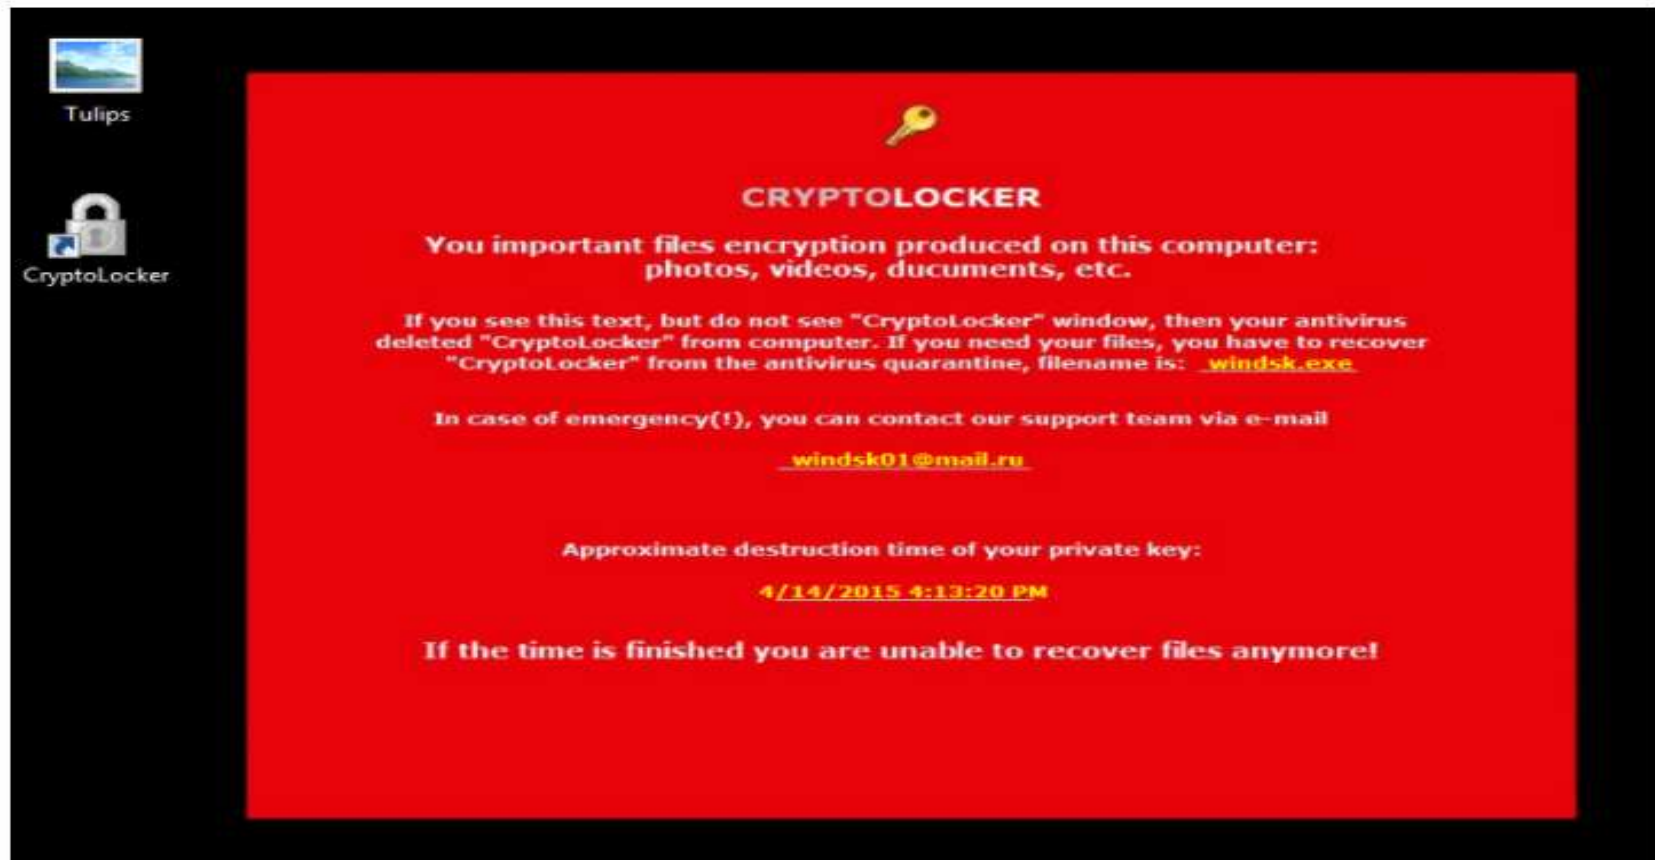 Tulips
CryptoLocker
CRYPTOLOCKER
You important files encryption produced on this computer:
photos, videos, ducuments, etc.
If you see this text, but do not see "CryptoLocker" window, then your antivirus
deleted "CryptoLocker" from computer. If you need your files, you have to recover
"CryptoLocker" from the antivirus quarantine, filename is: windsk.exe
In case of emergency(!), you can contact our support team via e-mail
windsk01@mail.ru
Approximate destruction time of your private key:
4/14/2015 4:13:20 PM
If the time is finished you are unable to recover files anymore!